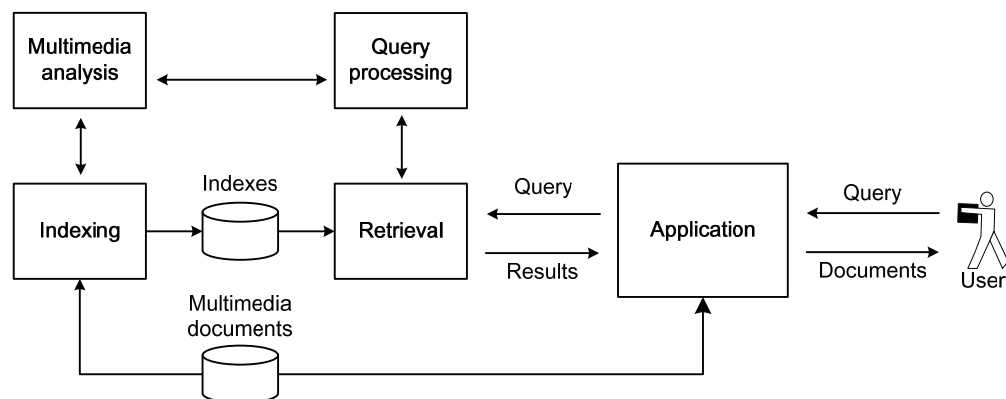 Multimedia
analysis
Query
processing
Indexing
Indexes
Retrieval
Query
Results
Application
Query
Documents
User
Multimedia
documents